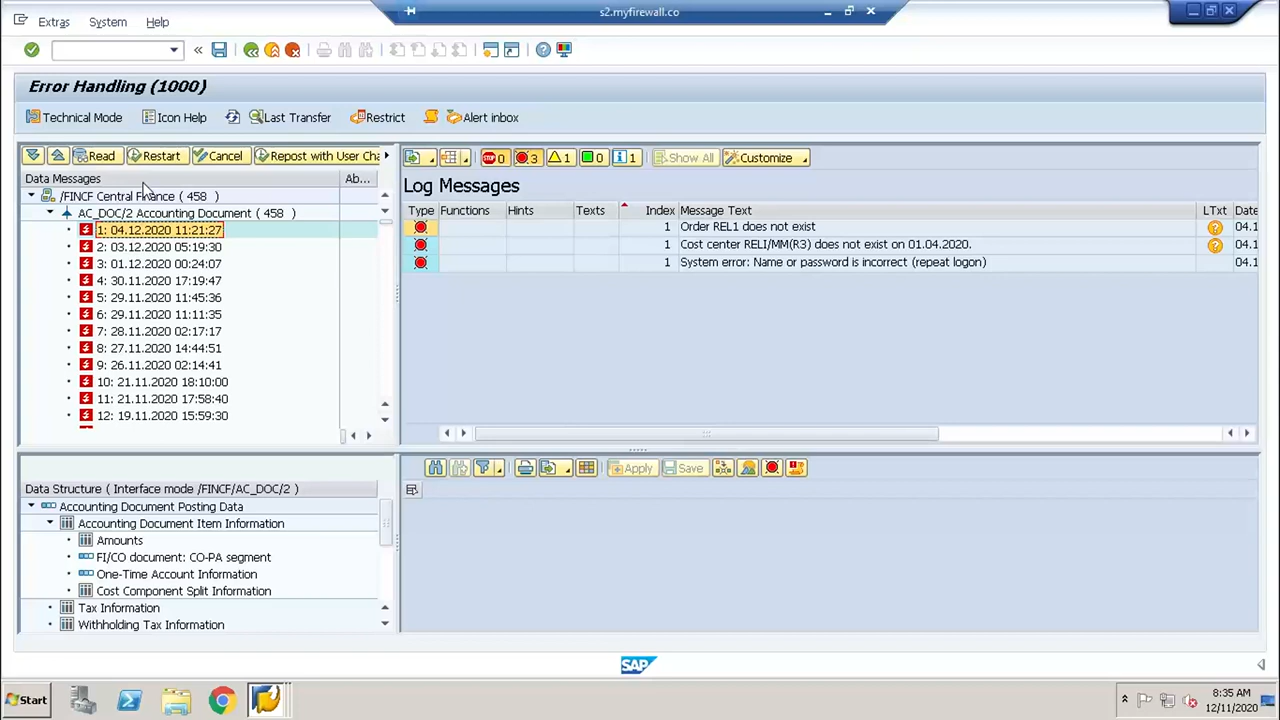 s2.myfirewall.co
Extras System Help
Error Handling (1000)
Technical Mode Icon Help Last Transfer Restrict Alert inbox
Read Restart Cancel Repost with User Cha
Data Messages Ab...
/FINCF Central Finance ( 458 )
AC_DOC/2 Accounting Document ( 458 )
1: 04.12.2020 11:21:27
2: 03.12.2020 05:19:30
3: 01.12.2020 00:24:07
4: 30.11.2020 17:19:47
5: 29.11.2020 11:45:36
6: 29.11.2020 11:11:35
7: 28.11.2020 02:17:17
8: 27.11.2020 14:44:51
9: 26.11.2020 02:14:41
10: 21.11.2020 18:10:00
11: 21.11.2020 17:58:40
12: 19.11.2020 15:59:30
STOP 0 3 1 0 1 Show All Customize
Log Messages
Type Functions Hints Texts Index Message Text LTxt Date
1 Order REL1 does not exist 04.1
1 Cost center RELI/MM(R3) does not exist on 01.04.2020. 04.1
1 System error: Name or password is incorrect (repeat logon) 04.1
Apply Save
Data Structure ( Interface mode /FINCF/AC_DOC/2 )
Accounting Document Posting Data
Accounting Document Item Information
Amounts
FI/CO document: CO-PA segment
One-Time Account Information
Cost Component Split Information
Tax Information
Withholding Tax Information
SAP
Start
8:35 AM
12/11/2020